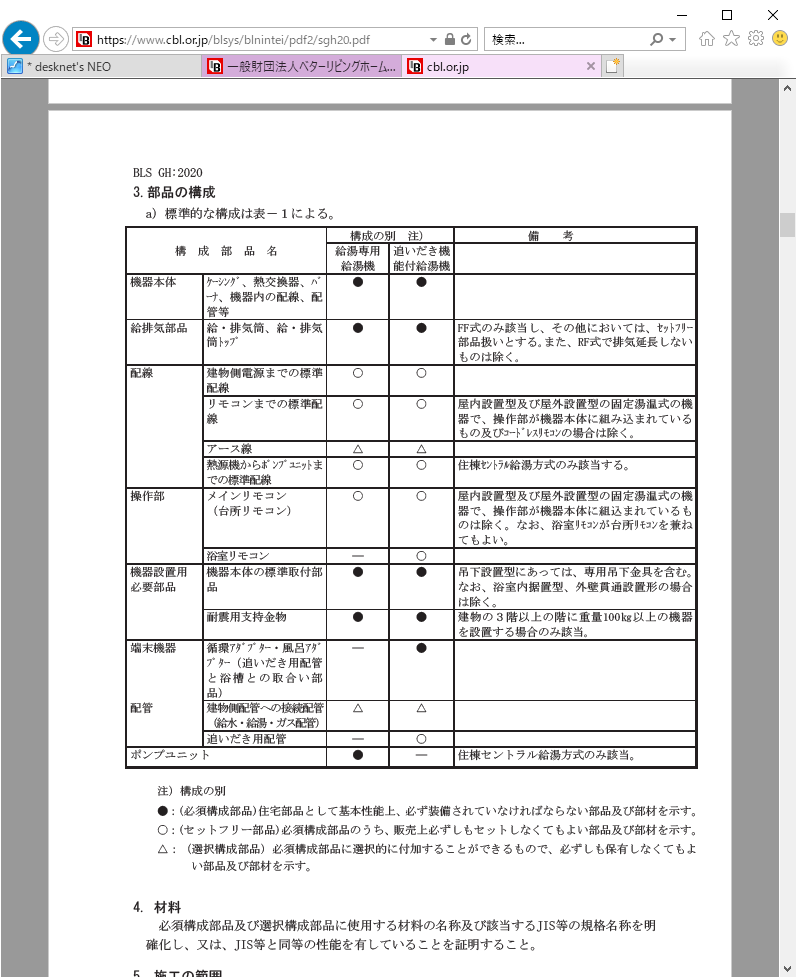 https://www.cbl.or.jp/blsys/blnintei/pdf2/sgh20.pdf
検索...
* desknet's NEO
一般財団法人ベターリビングホーム...
cbl.or.jp
BLS GH:2020
3.部品の構成
a) 標準的な構成は表－１による。
構 成 部 品 名
構成の別 注)
備 考
給湯専用
給湯機
追いだき機
能付給湯機
機器本体
ｹｰｼﾝｸﾞ、熱交換器、ﾊﾞ
ｰﾅ、機器内の配線、配
管等
● ●
給排気部品
給・排気筒、給・排気
筒ﾄｯﾌﾟ
● ●
FF式のみ該当し、その他においては、ｾｯﾄﾌﾘｰ
部品扱いとする。また、RF式で排気延長しない
ものは除く。
配線
建物側電源までの標準
配線
○ ○
リモコンまでの標準配
線
○ ○
屋内設置型及び屋外設置型の固定湯温式の機
器で、操作部が機器本体に組み込まれている
もの及びｺｰﾄﾞﾚｽﾘﾓｺﾝの場合は除く。
アース線
△ △
熱源機からﾎﾟﾝﾌﾟﾕﾆｯﾄま
での標準配線
○ ○
住棟ｾﾝﾄﾗﾙ給湯方式のみ該当する。
操作部
メインリモコン
（台所リモコン）
○ ○
屋内設置型及び屋外設置型の固定湯温式の機
器で、操作部が機器本体に組込まれているも
のは除く。なお、浴室ﾘﾓｺﾝが台所ﾘﾓｺﾝを兼ね
てもよい。
浴室リモコン
― ○
機器設置用
必要部品
機器本体の標準取付部
品
● ●
吊下設置型にあっては、専用吊下金具を含む。
なお、浴室内据置型、外壁貫通設置形の場合
は除く。
耐震用支持金物
● ●
建物の３階以上の階に重量100㎏以上の機器
を設置する場合のみ該当。
端末機器
循環ｱﾀﾞﾌﾟﾀｰ・風呂ｱﾀﾞ
ﾌﾟﾀｰ（追いだき用配管
と浴槽との取合い部
品）
― ●
配管
建物側配管への接続配管
（給水・給湯・ガス配管）
△ △
追いだき用配管
― ○
ポンプユニット
● ―
住棟セントラル給湯方式のみ該当。
注) 構成の別
●：(必須構成部品)住宅部品として基本性能上、必ず装備されていなければならない部品及び部材を示す。
○：(セットフリー部品)必須構成部品のうち、販売上必ずしもセットしなくてもよい部品及び部材を示す。
△： (選択構成部品) 必須構成部品に選択的に付加することができるもので、必ずしも保有しなくてもよ
い部品及び部材を示す。
4. 材料
必須構成部品及び選択構成部品に使用する材料の名称及び該当するJIS等の規格名称を明
確化し、又は、JIS等と同等の性能を有していることを証明すること。
5. 施工の範囲